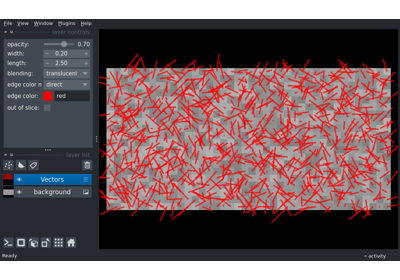 File View Window Plugins Help
layer controls
opacity: 0.70
width: 0.20
length: 2.50
blending: translucent
edge color m direct
edge color: red
out of slice:
layer list
Vectors
background
Ready
activity